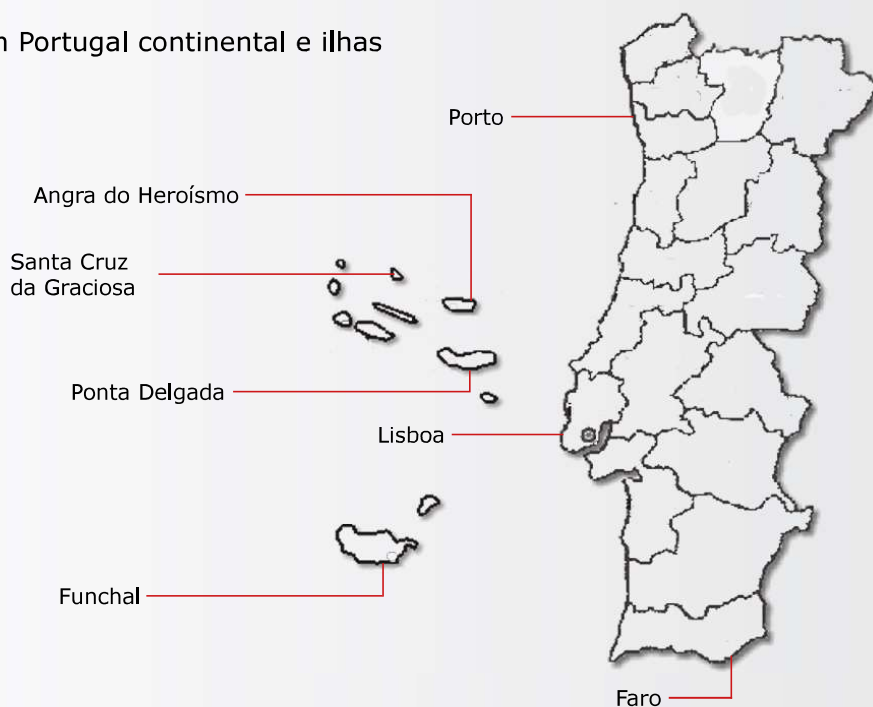 Portugal continental e ilhas
Porto
Angra do Heroísmo
Santa Cruz
da Graciosa
Ponta Delgada
Lisboa
Funchal
Faro